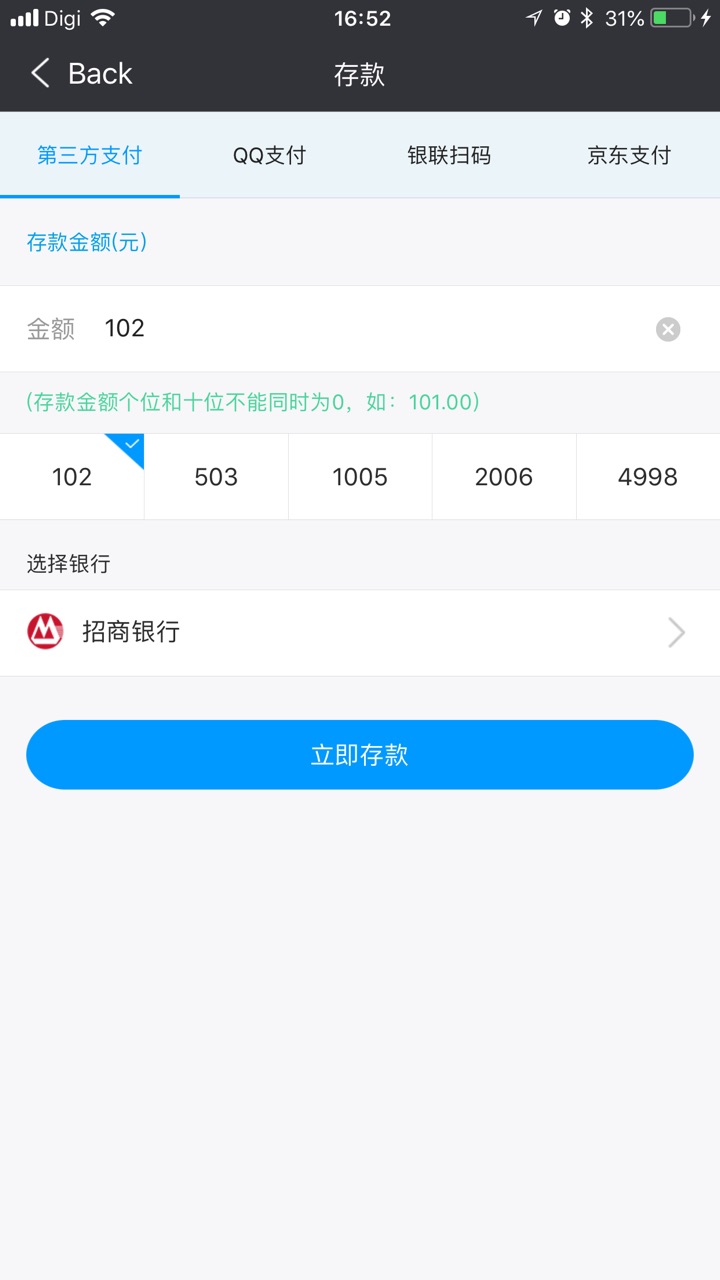 Digi 16:52 31%
Back 存款
第三方支付 QQ支付 银联扫码 京东支付
存款金额(元)
金额 102
(存款金额个位和十位不能同时为0，如：101.00)
102 503 1005 2006 4998
选择银行
招商银行
立即存款